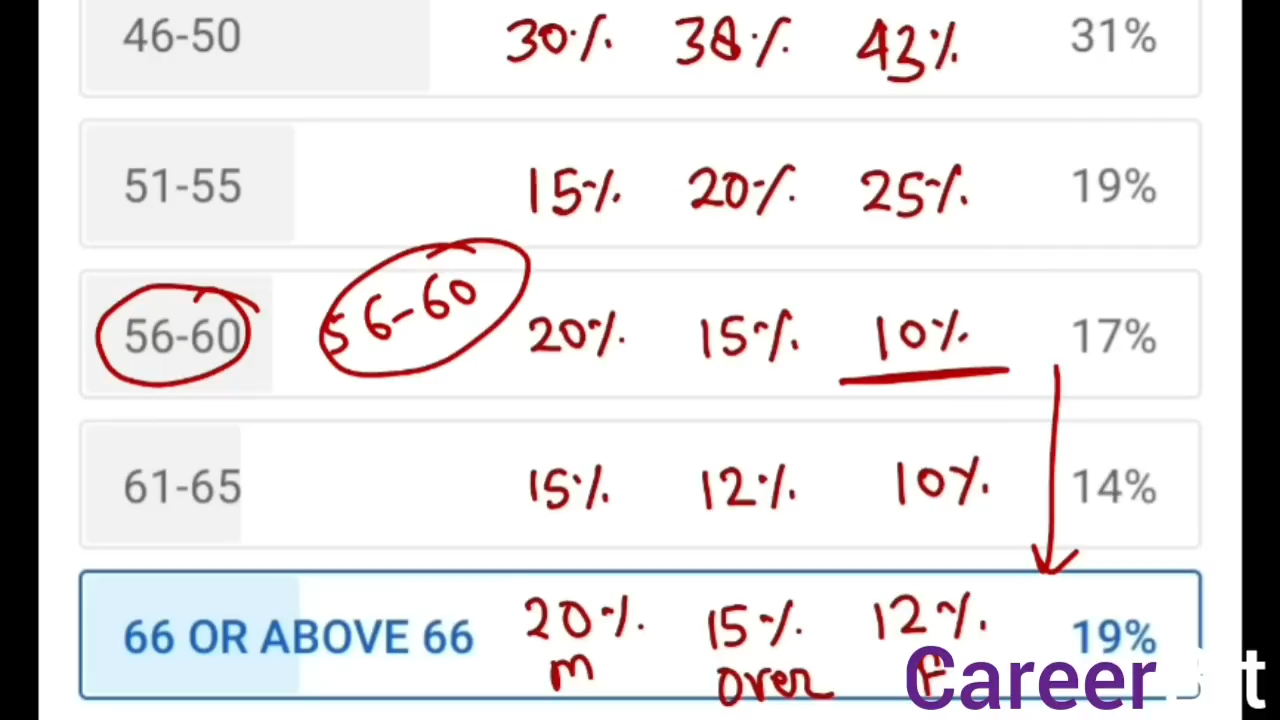 46-50 30% 38% 43% 31%
51-55 15% 20% 25% 19%
56-60 56-60 20% 15% 10% 17%
61-65 15% 12% 10% 14%
66 OR ABOVE 66 20% 15% 12% 19%
m over F
Career